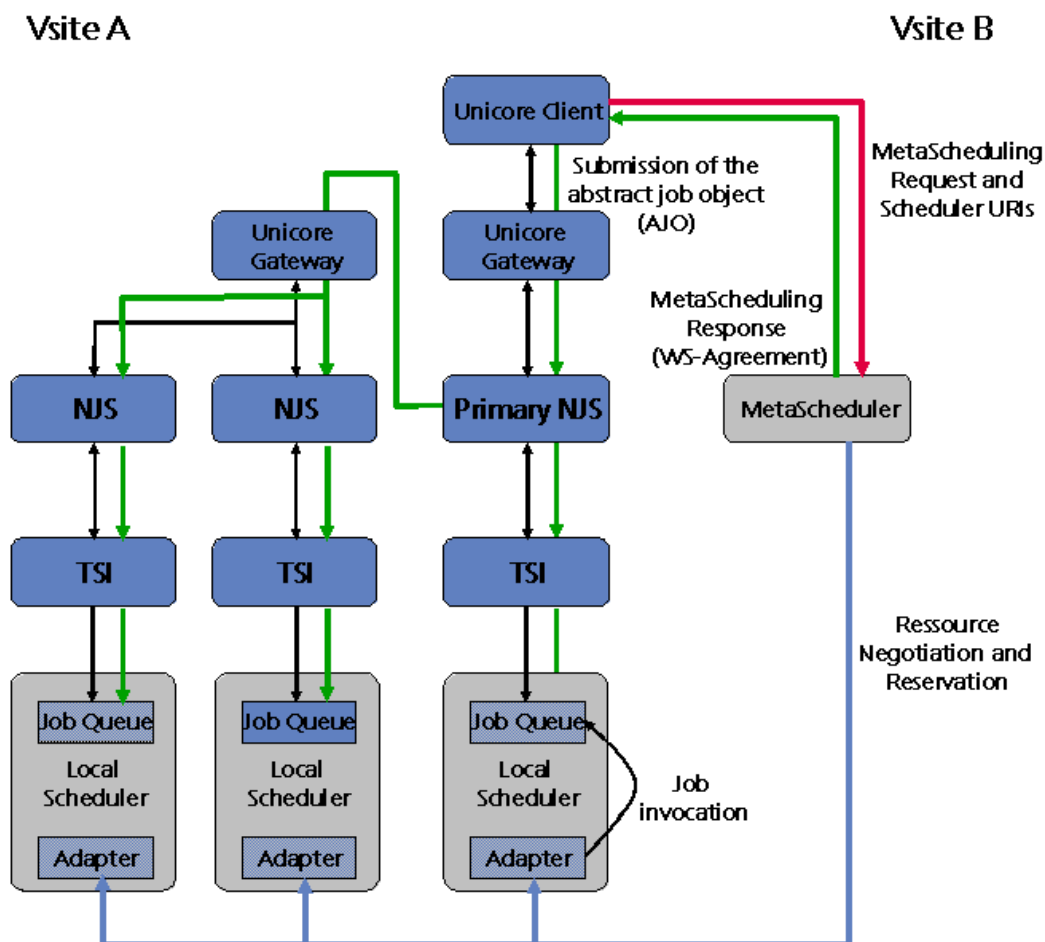 Vsite A
Vsite B
Unicore Client
Submission of the
abstract job object
(AJO)
MetaScheduling
Request and
Scheduler URIs
Unicore
Gateway
Unicore
Gateway
MetaScheduling
Response
(WS-Agreement)
NJS
NJS
Primary NJS
MetaScheduler
TSI
TSI
TSI
Ressource
Negotiation and
Reservation
Job Queue
Job Queue
Job Queue
Local
Scheduler
Local
Scheduler
Local
Scheduler
Job
invocation
Adapter
Adapter
Adapter